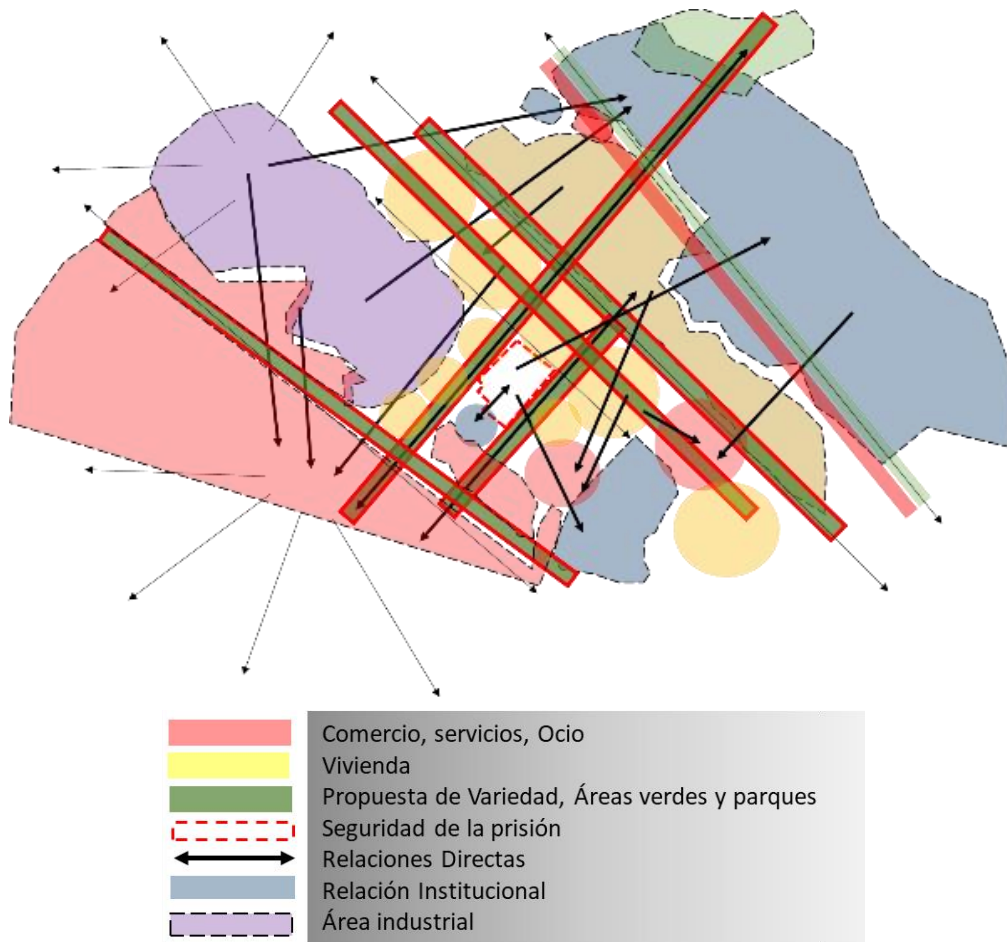 Comercio, servicios, Ocio
Vivienda
Propuesta de Variedad, Áreas verdes y parques
Seguridad de la prisión
Relaciones Directas
Relación Institucional
Área industrial